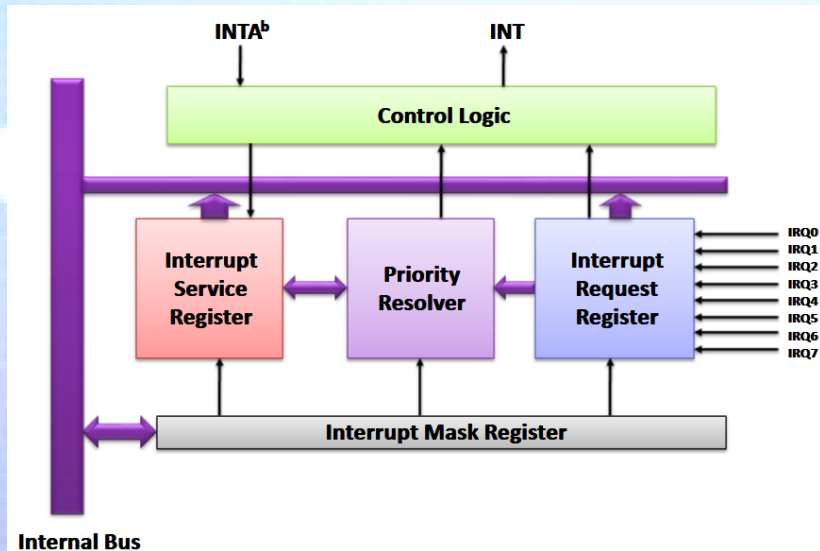 INTAᵇ
INT
Control Logic
Interrupt
Service
Register
Priority
Resolver
Interrupt
Request
Register
IRQ0
IRQ1
IRQ2
IRQ3
IRQ4
IRQ5
IRQ6
IRQ7
Interrupt Mask Register
Internal Bus